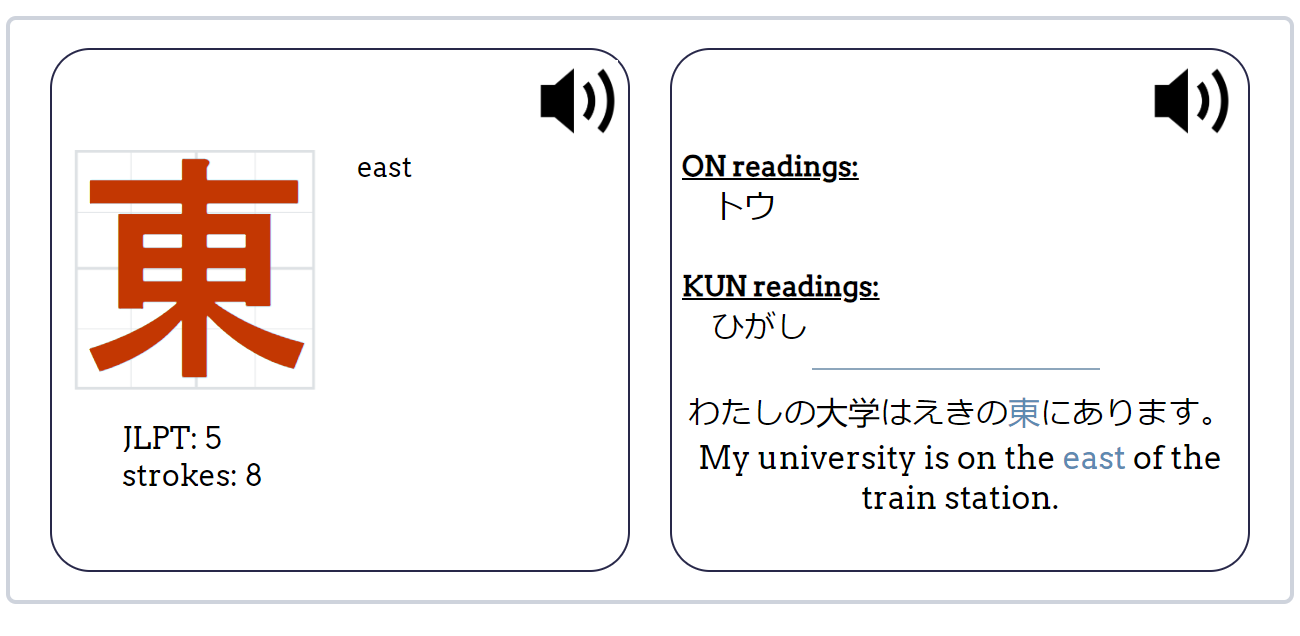 東
east
JLPT: 5
strokes: 8
ON readings:
トウ
KUN readings:
ひがし
わたしの大学はえきの東にあります。
My university is on the east of the
train station.